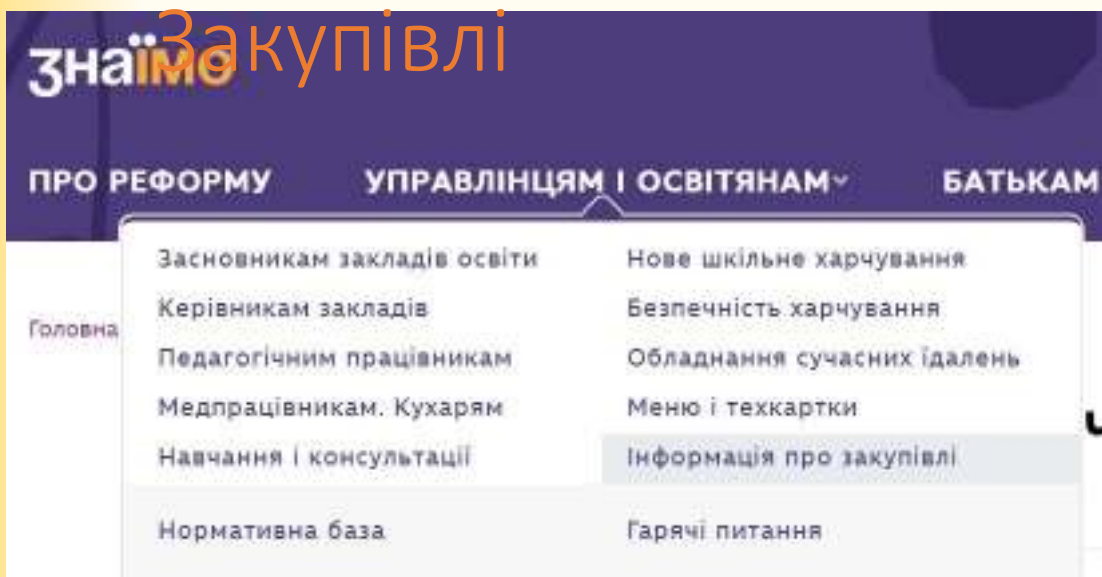 Закупівлі
знаїмо
ПРО РЕФОРМУ УПРАВЛІНЦЯМ І ОСВІТЯНАМ БАТЬКАМ
Засновникам закладів освіти Нове шкільне харчування
Керівникам закладів Безпечність харчування
Головна
Педагогічним працівникам Обладнання сучасних їдалень
Медпрацівникам. Кухарям Меню і техкартки
Навчання і консультації Інформація про закупівлі
Нормативна база Гарячі питання